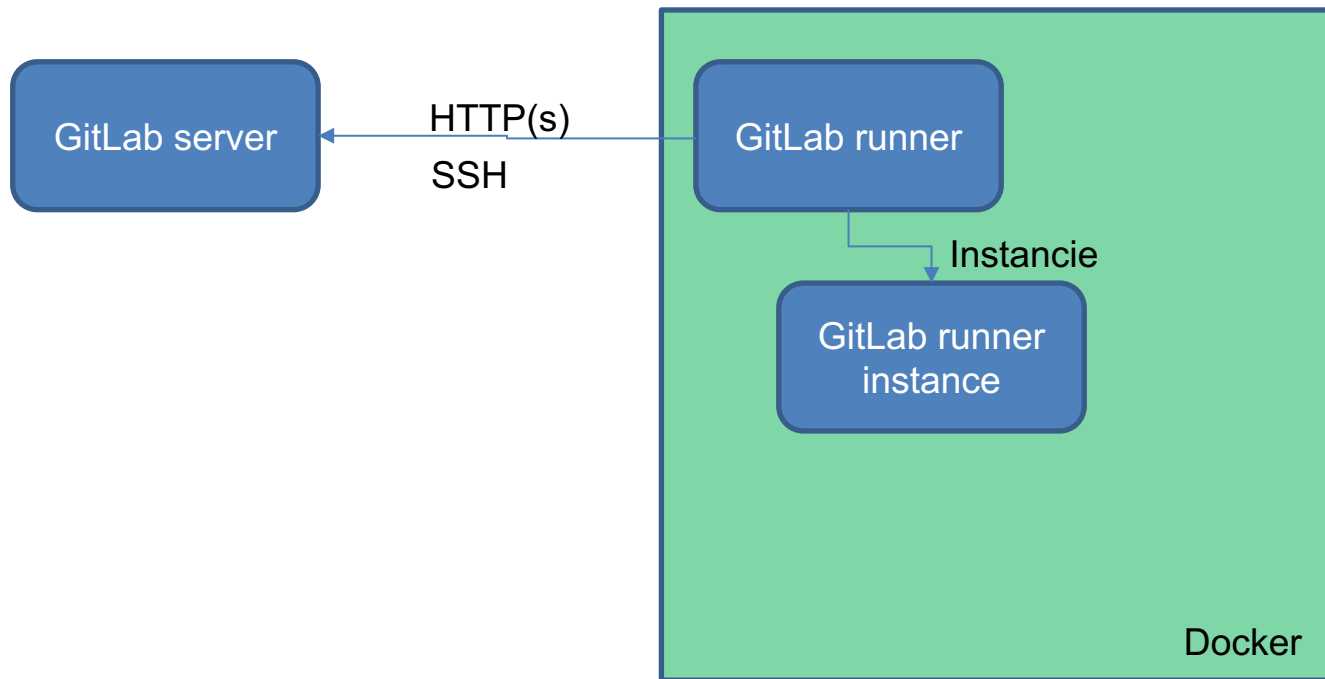 GitLab server
HTTP(s)
SSH
GitLab runner
Instancie
GitLab runner
instance
Docker